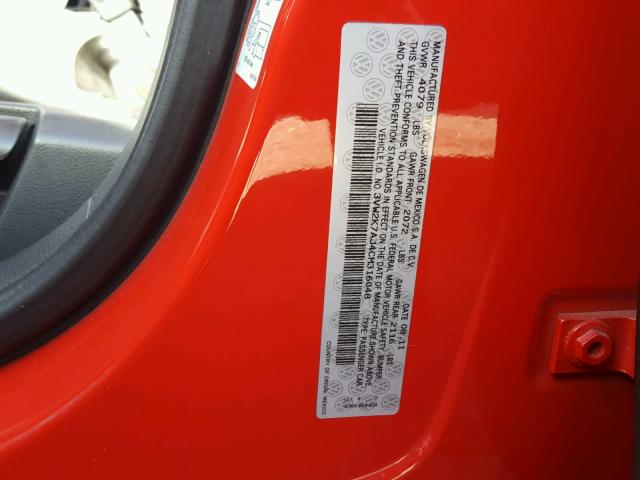 MANUFACTURED BY VOLKSWAGEN DE MEXICO S.A. DE C.V. DATE 08/11
GVWR 4079 LBS GAWR FRONT 2072 LBS GAWR REAR 2116 LBS
THIS VEHICLE CONFORMS TO ALL APPLICABLE U.S. FEDERAL MOTOR VEHICLE SAFETY, BUMPER,
AND THEFT PREVENTION STANDARDS IN EFFECT ON THE DATE OF MANUFACTURE SHOWN ABOVE.
VEHICLE I.D. NO. 3VW2K7AJ4CM316048 TYPE: PASSENGER CAR
COUNTRY OF ORIGIN: MEXICO